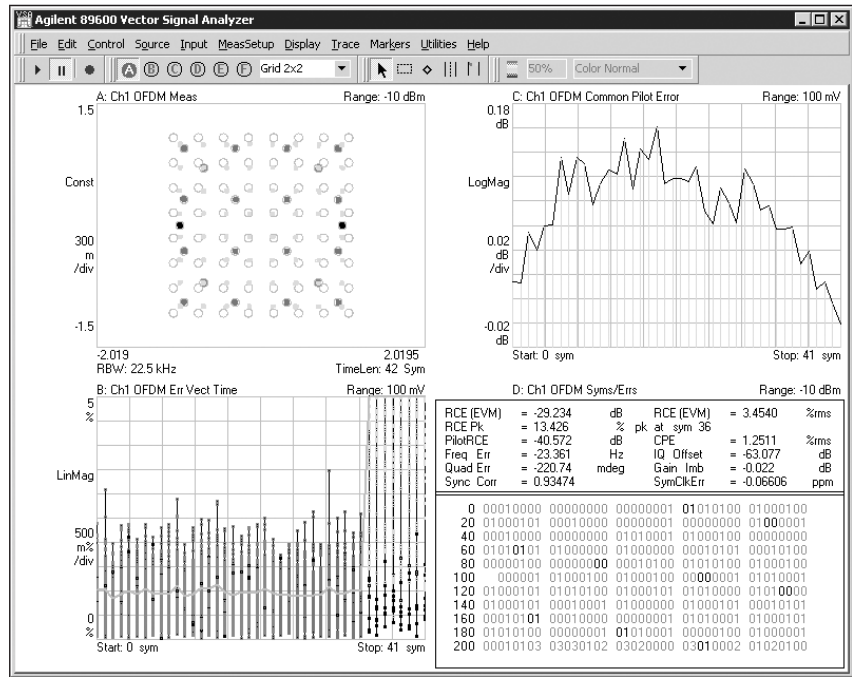 Agilent 89600 Vector Signal Analyzer
File Edit Control Source Input MeasSetup Display Trace Markers Utilities Help
A B C D E F Grid 2x2 50% Color Normal
A: Ch1 OFDM Meas Range: -10 dBm
1.5
Const
300
m
/div
-1.5
-2.019 2.0195
RBW: 22.5 kHz TimeLen: 42 Sym
C: Ch1 OFDM Common Pilot Error Range: 100 mV
0.18
dB
LogMag
0.02
dB
/div
-0.02
dB
Start: 0 sym Stop: 41 sym
B: Ch1 OFDM Err Vect Time Range: 100 mV
5
%
LinMag
500
m%
/div
0
%
Start: 0 sym Stop: 41 sym
D: Ch1 OFDM Syms/Errs Range: -10 dBm
RCE (EVM) = -29.234 dB RCE (EVM) = 3.4540 %rms
RCE Pk = 13.426 % pk at sym 36
PilotRCE = -40.572 dB CPE = 1.2511 %rms
Freq Err = -23.361 Hz IQ Offset = -63.077 dB
Quad Err = -220.74 mdeg Gain Imb = -0.022 dB
Sync Corr = 0.93474 SymClkErr = -0.06606 ppm
0 00010000 00000000 00000001 01010100 01000100
20 01000101 01000100 00010000 01000101 01000001
40 00010000 00000000 01010001 01000100 00000000
60 01010101 01010100 01000000 00010101 00010100
80 00000100 00000000 01000100 00000100 01000101
100 000001 01000100 01000100 00000001 01010001
120 01000101 01010100 01010100 01000101 01010000
140 01010001 00010001 01000000 01000001 01000000
160 00010101 01000000 00010001 01000101 00000001
180 01010100 00000001 01010000 01000100 01000001
200 00010103 03030102 03020000 03010002 01020100